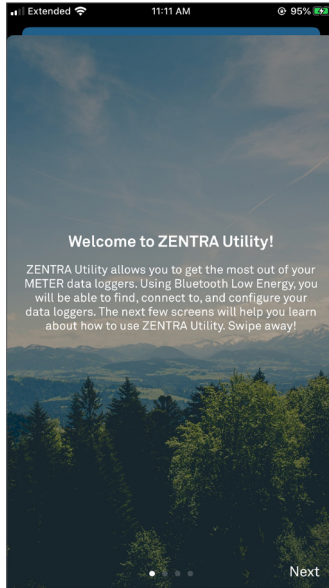 Extended 11:11 AM 95%
Welcome to ZENTRA Utility!
ZENTRA Utility allows you to get the most out of your
METER data loggers. Using Bluetooth Low Energy, you
will be able to find, connect to, and configure your
data loggers. The next few screens will help you learn
about how to use ZENTRA Utility. Swipe away!
Next